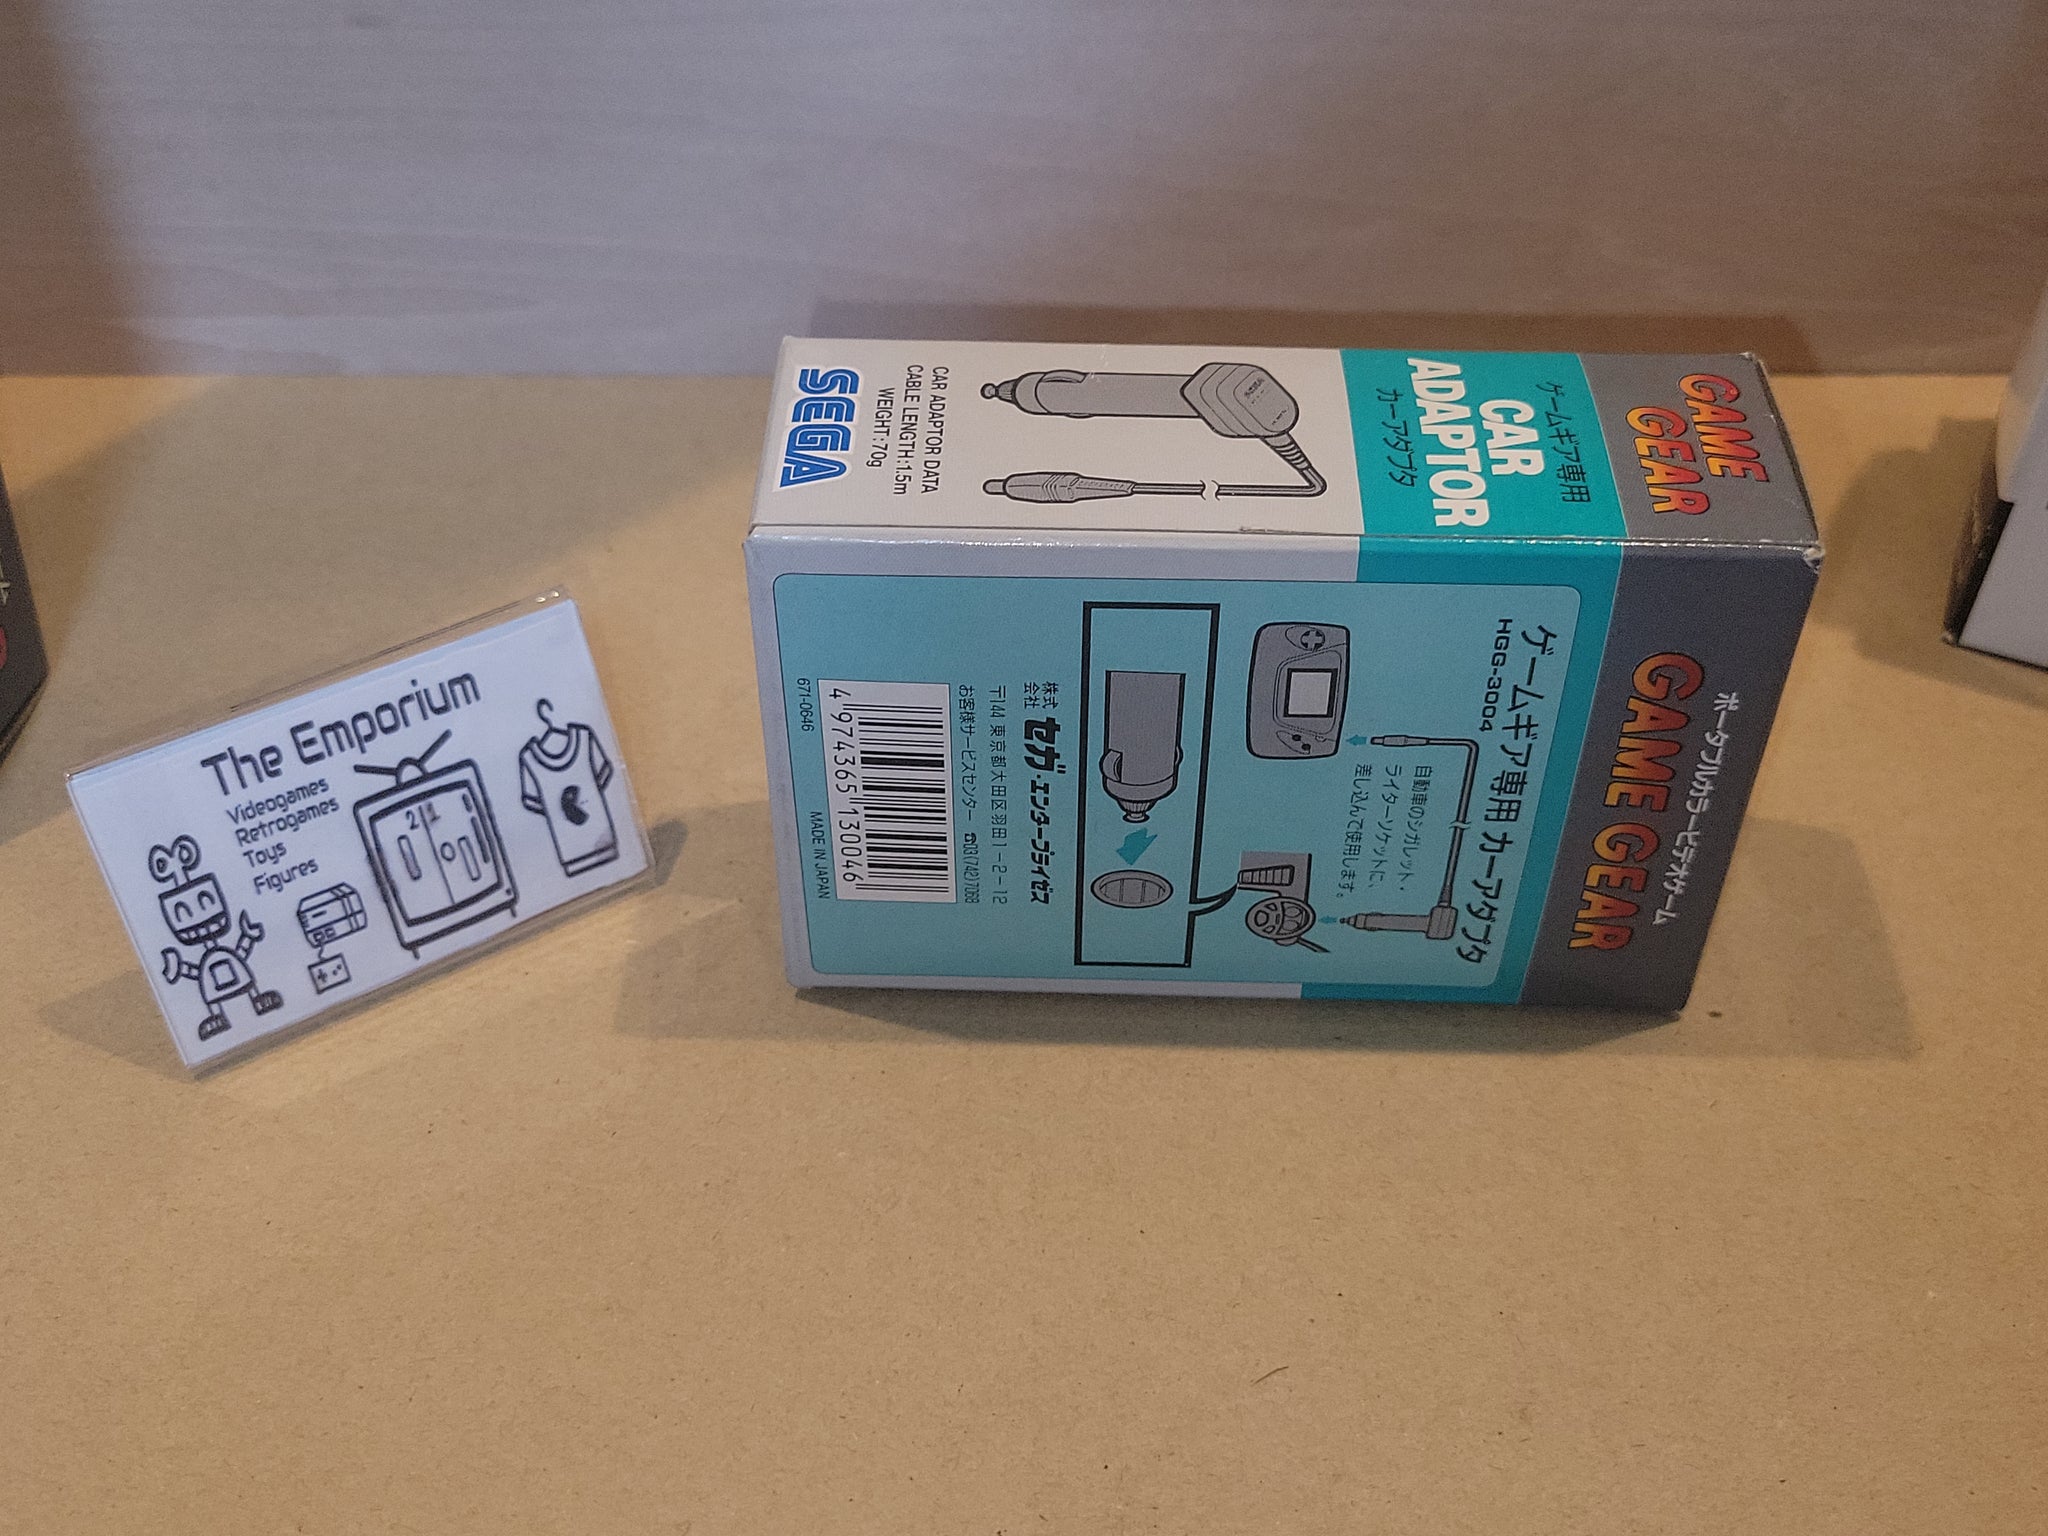 The Emporium
Videogames
Retrogames
Toys
Figures
2 1
GAME
GEAR
ゲームギア専用
CAR
ADAPTOR
カーアダプタ
CAR ADAPTOR DATA
CABLE LENGTH:1.5m
WEIGHT:70g
SEGA
ポータブルカラービデオゲーム
GAME GEAR
ゲームギア専用 カーアダプタ
HGG-3004
自動車のシガレット・
ライターソケットに、
差し込んで使用します。
株式会社 セガ・エンタープライゼス
〒144 東京都大田区羽田1-2-12
お客様サービスセンター ☎03(742)7068
4 974365 130046
671-0646 MADE IN JAPAN